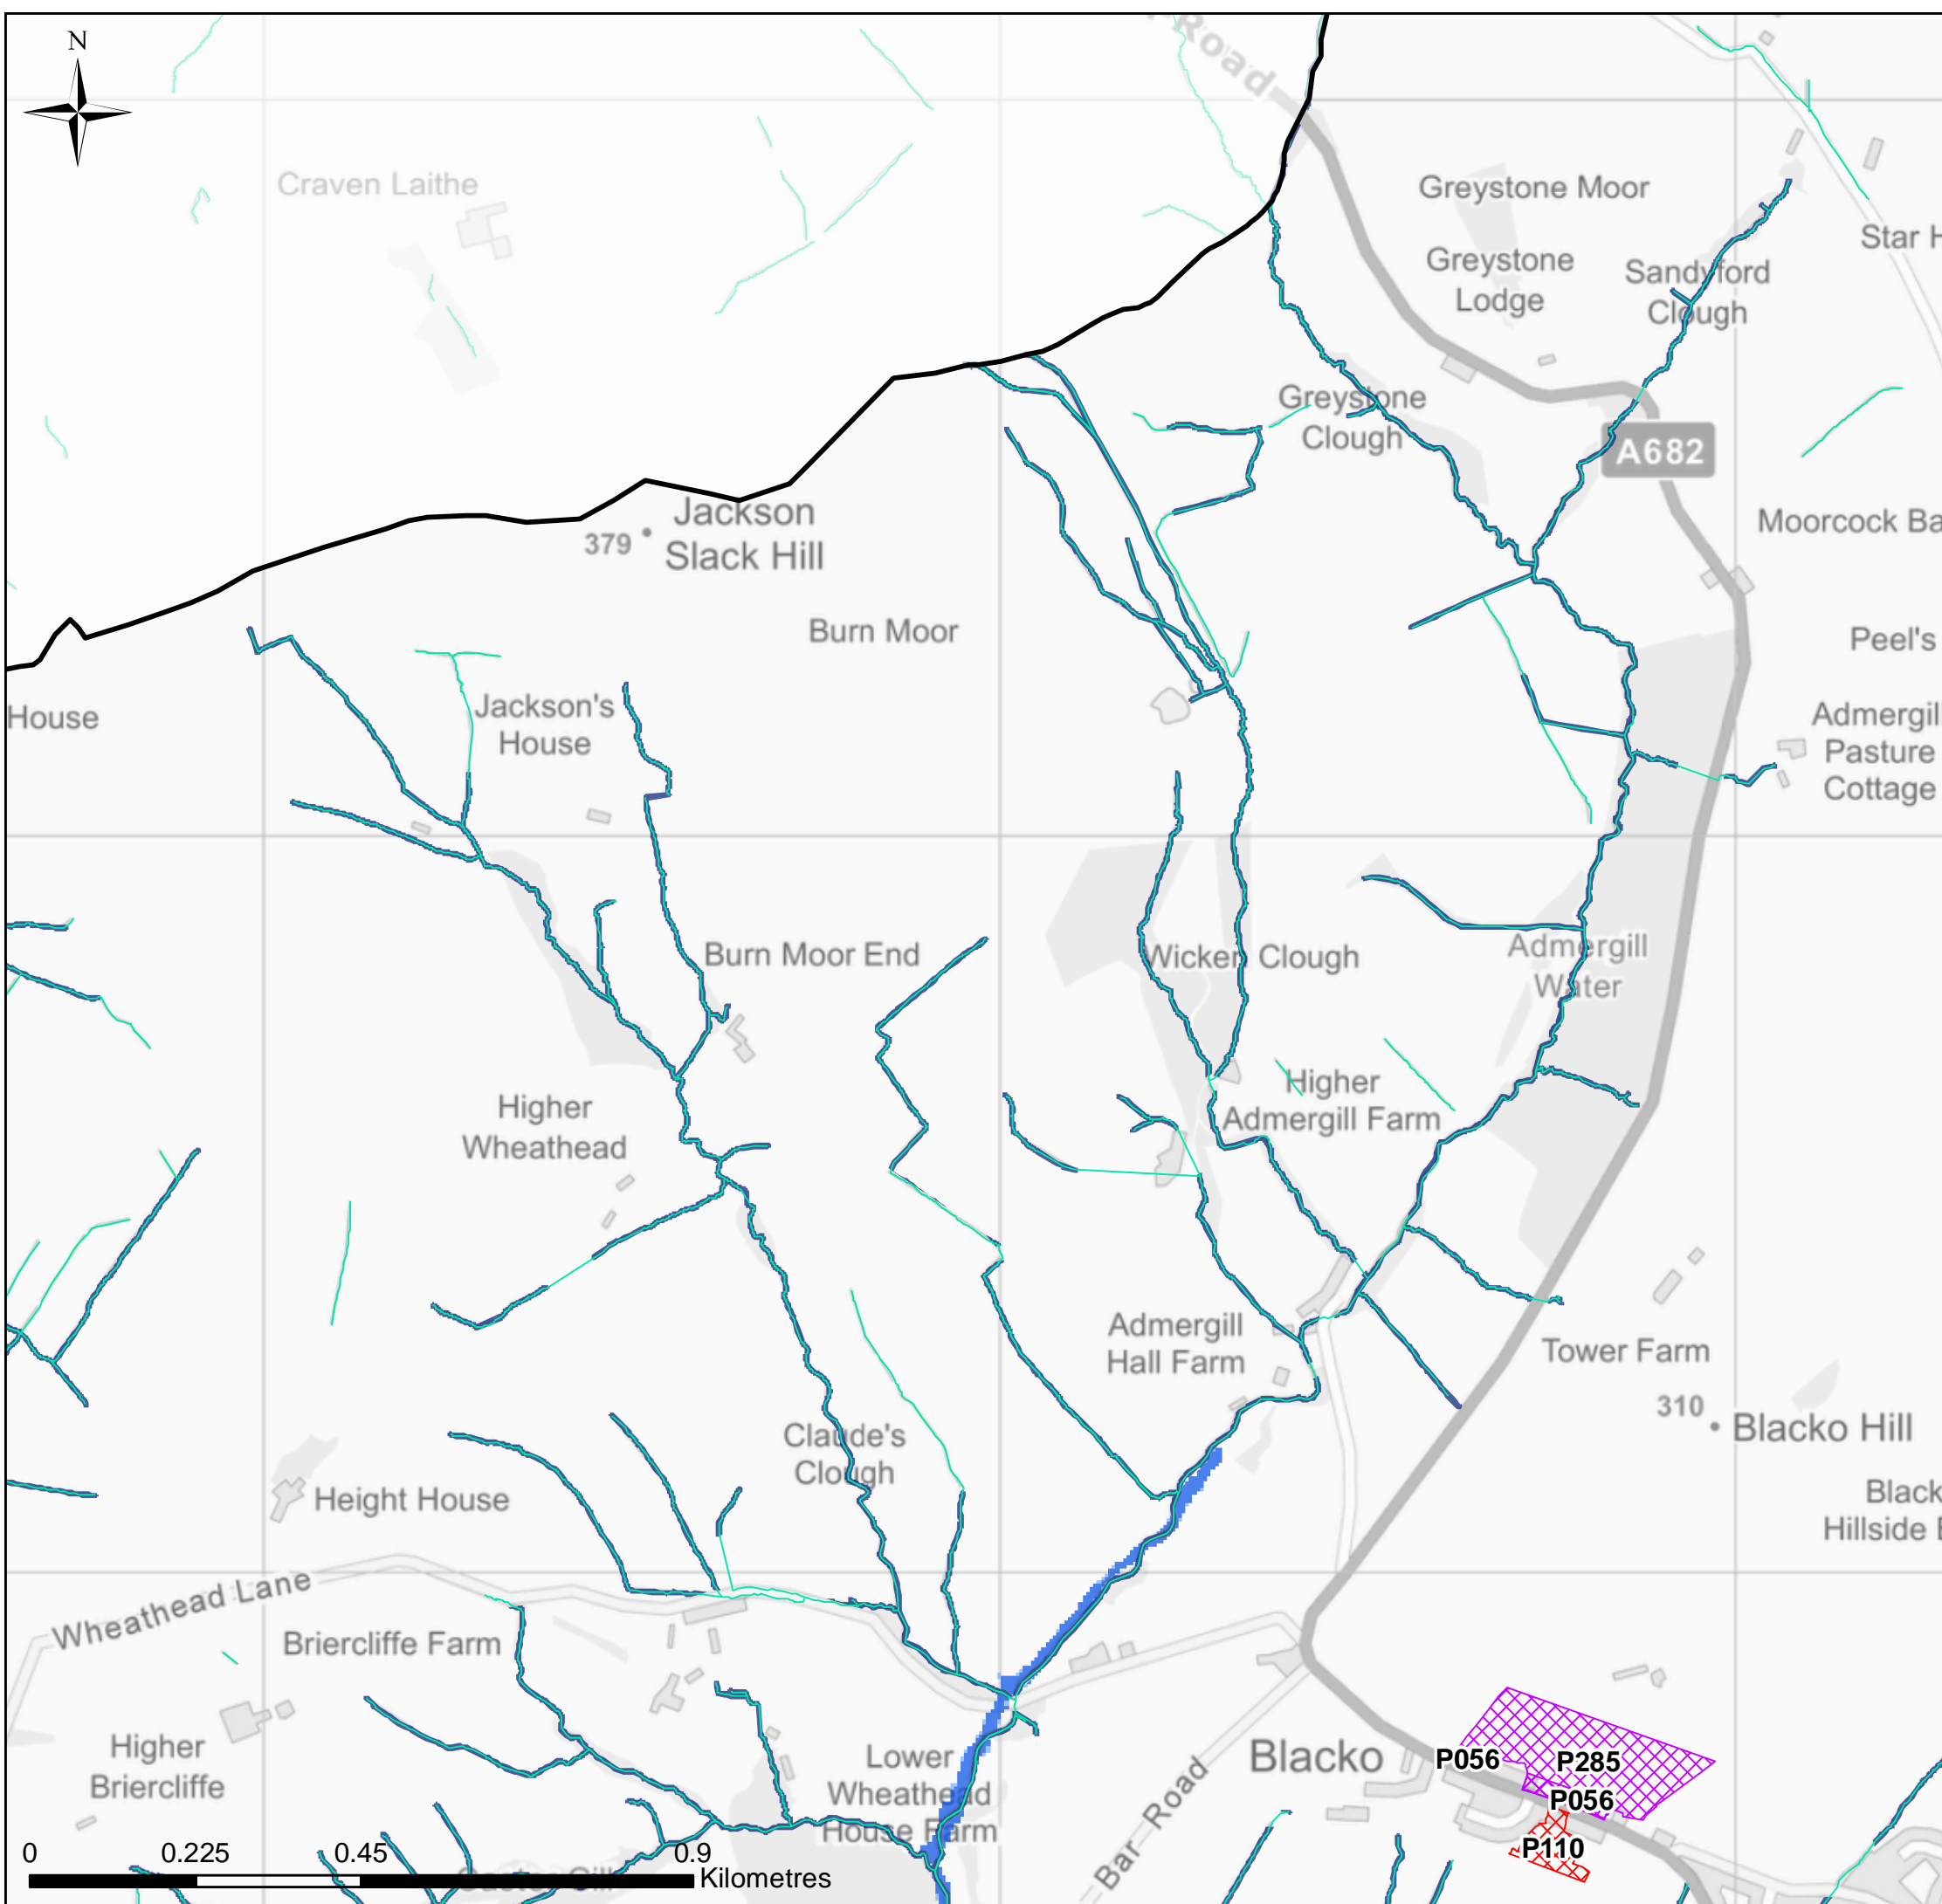 N
Road
Craven Laithe
Greystone Moor
Star H
Greystone
Lodge
Sandyford
Clough
Greystone
Clough
A682
Jackson
Slack Hill
379
Moorcock Ba
Burn Moor
Peel's
House
Jackson's
House
Admergill
Pasture
Cottage
Burn Moor End
Wicken Clough
Admergill
Water
Higher
Admergill Farm
Higher
Wheathead
Admergill
Hall Farm
Tower Farm
310
Blacko Hill
Claude's
Clough
Height House
Black
Hillside
Wheathead Lane
Briercliffe Farm
Higher
Briercliffe
Lower
Wheathead
House Farm
Blacko
P056
P285
P056
P110
Bar Road
0 0.225 0.45 0.9
Kilometres